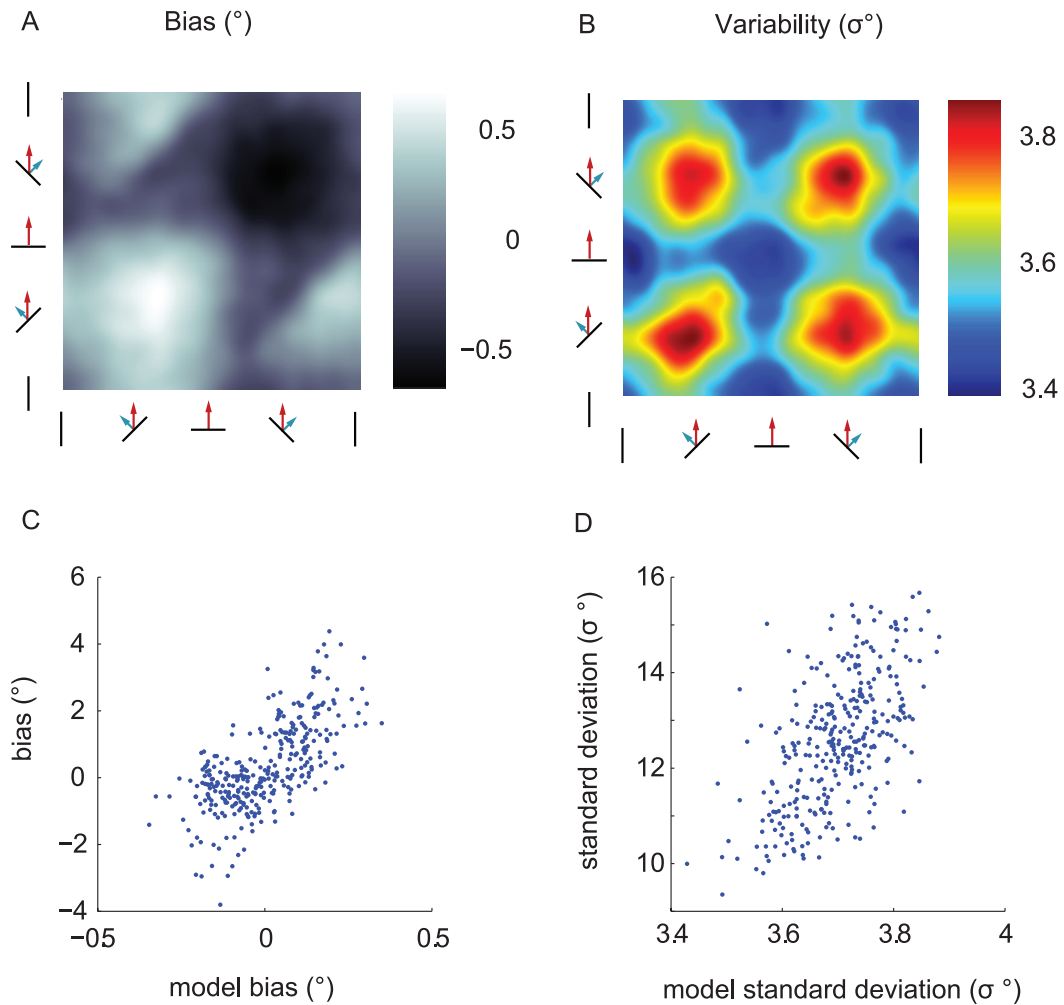 A
Bias (°)
0.5
0
−0.5
B
Variability (σ°)
3.8
3.6
3.4
C
6
4
2
0
−2
−4
−0.5
0
0.5
bias (°)
model bias (°)
D
16
14
12
10
3.4
3.6
3.8
4
standard deviation (σ °)
model standard deviation (σ °)